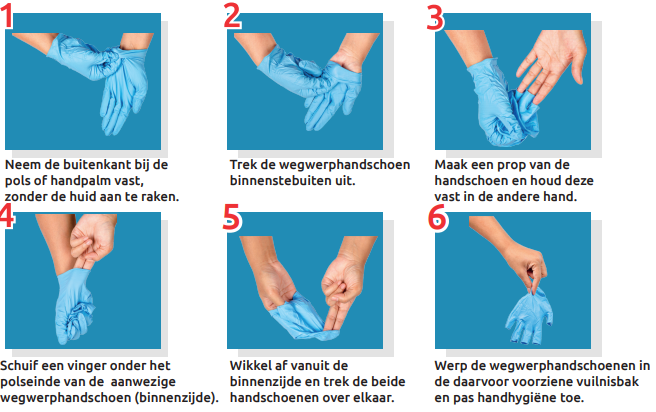 1
Neem de buitenkant bij de
pols of handpalm vast,
zonder de huid aan te raken.
2
Trek de wegwerphandschoen
binnenstebuiten uit.
3
Maak een prop van de
handschoen en houd deze
vast in de andere hand.
4
Schuif een vinger onder het
polseinde van de aanwezige
wegwerphandschoen (binnenzijde).
5
Wikkel af vanuit de
binnenzijde en trek de beide
handschoenen over elkaar.
6
Werp de wegwerphandschoenen in
de daarvoor voorziene vuilnisbak
en pas handhygiëne toe.